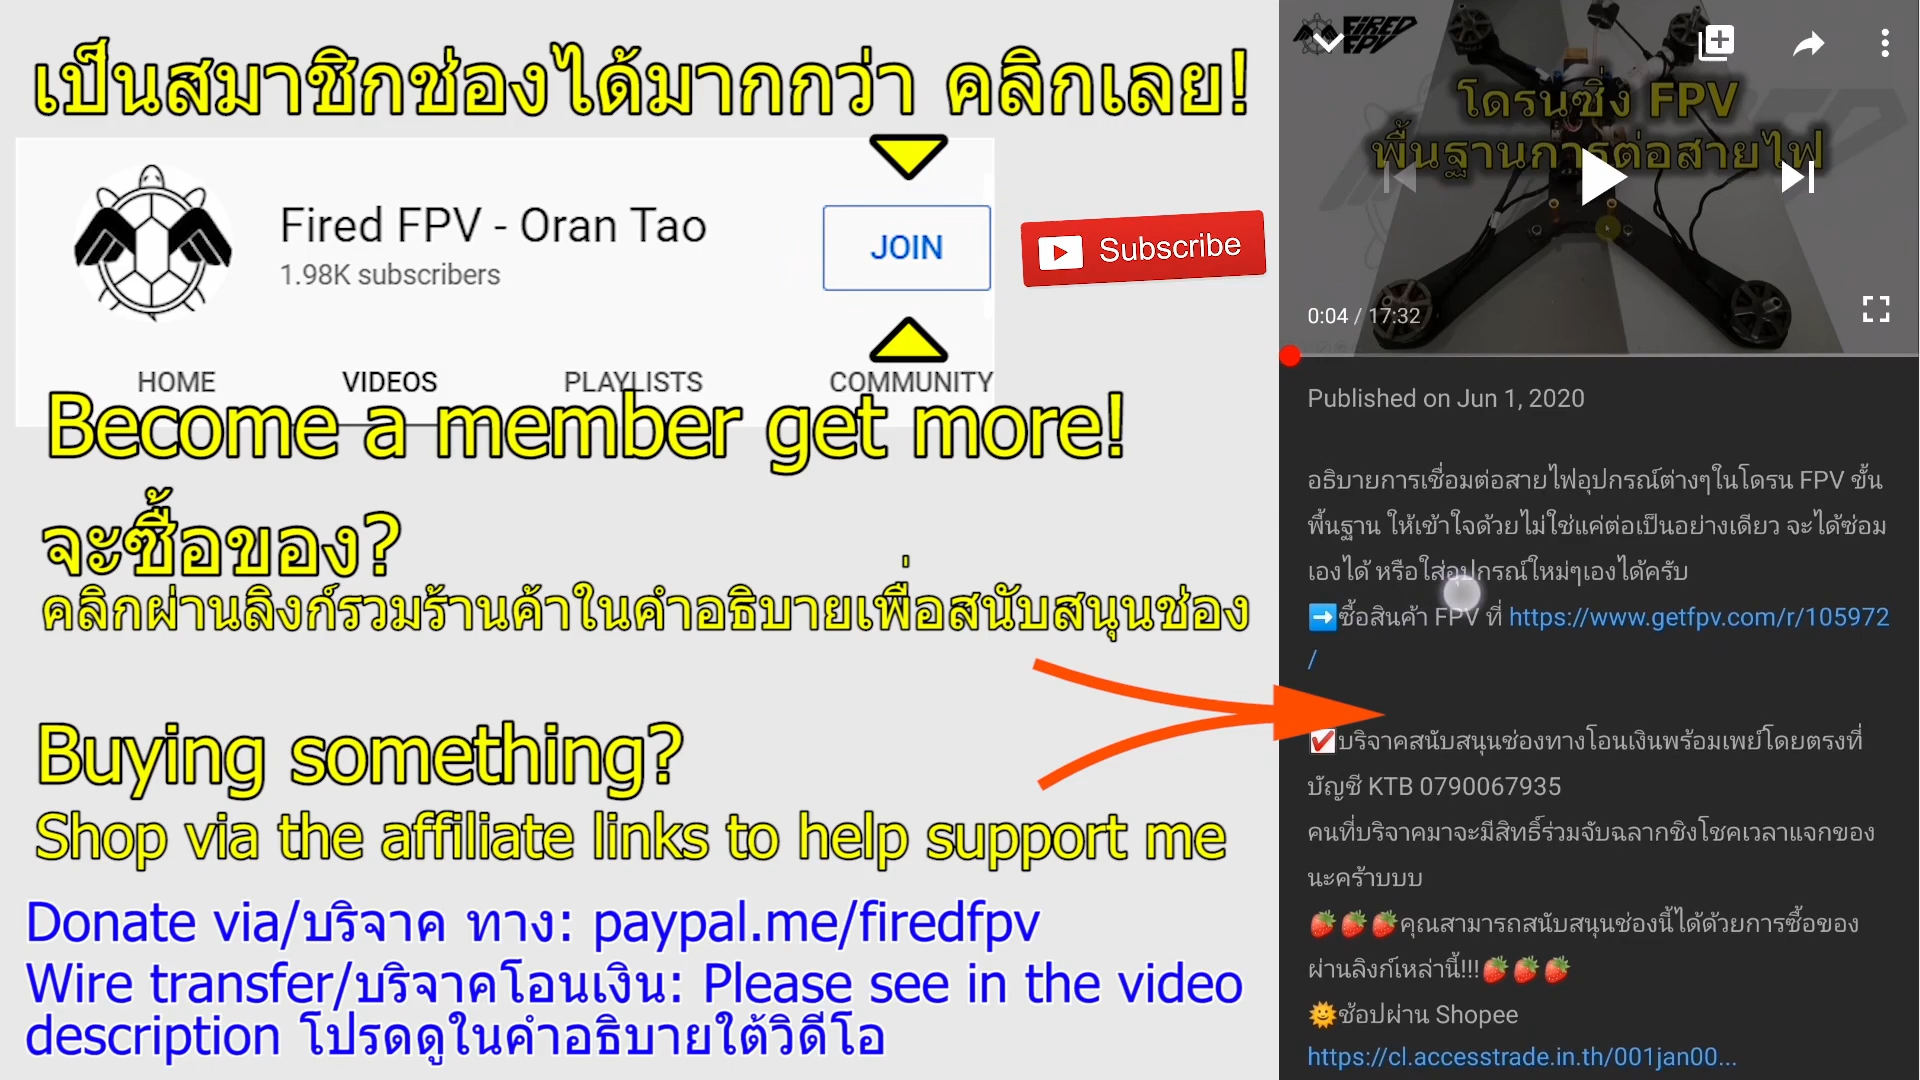 เป็นสมาชิกช่องได้มากกว่า คลิกเลย!
Fired FPV - Oran Tao
1.98K subscribers
JOIN
Subscribe
HOME VIDEOS PLAYLISTS COMMUNITY
Become a member get more!
จะซื้อของ?
คลิกผ่านลิงก์รวมร้านค้าในคำอธิบายเพื่อสนับสนุนช่อง
Buying something?
Shop via the affiliate links to help support me
Donate via/บริจาค ทาง: paypal.me/firedfpv
Wire transfer/บริจาคโอนเงิน: Please see in the video
description โปรดดูในคำอธิบายใต้วิดีโอ
FIRED
FPV
โดรนซิ่ง FPV
พื้นฐานการต่อสายไฟ
0:04 / 17:32
Published on Jun 1, 2020
อธิบายการเชื่อมต่อสายไฟอุปกรณ์ต่างๆในโดรน FPV ขั้น
พื้นฐาน ให้เข้าใจด้วยไม่ใช่แค่ต่อเป็นอย่างเดียว จะได้ซ่อม
เองได้ หรือใส่อุปกรณ์ใหม่ๆเองได้ครับ
➡ซื้อสินค้า FPV ที่ https://www.getfpv.com/r/105972
/
☑บริจาคสนับสนุนช่องทางโอนเงินพร้อมเพย์โดยตรงที่
บัญชี KTB 0790067935
คนที่บริจาคมาจะมีสิทธิ์ร่วมจับฉลากชิงโชคเวลาแจกของ
นะคร้าบบบ
🍓🍓🍓คุณสามารถสนับสนุนช่องนี้ได้ด้วยการซื้อของ
ผ่านลิงก์เหล่านี้!!!🍓🍓🍓
🌞ช้อปผ่าน Shopee
https://cl.accesstrade.in.th/001jan00...